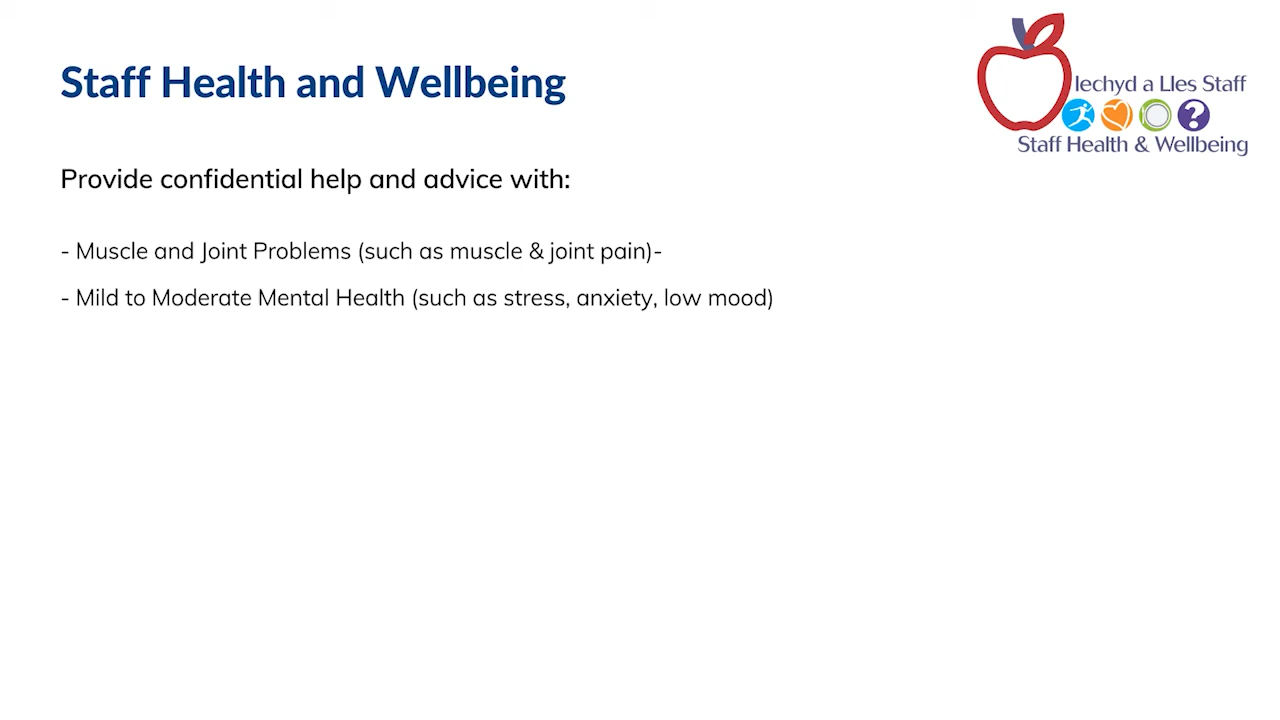 Staff Health and Wellbeing
Iechyd a Lles Staff
?
Staff Health & Wellbeing
Provide confidential help and advice with:
- Muscle and Joint Problems (such as muscle & joint pain)-
- Mild to Moderate Mental Health (such as stress, anxiety, low mood)